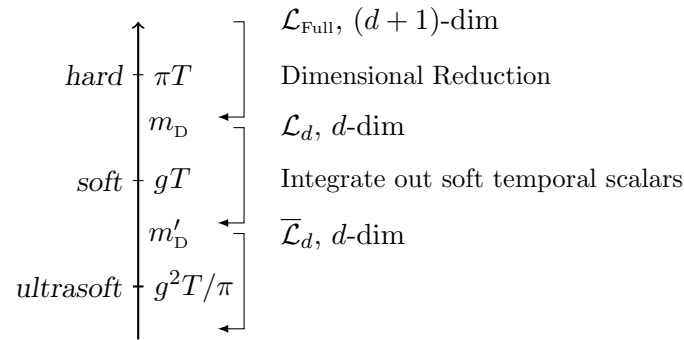 ℒ_Full, (d + 1)-dim
hard πT Dimensional Reduction
m_D ℒ_d, d-dim
soft gT Integrate out soft temporal scalars
m′_D ℒ̅_d, d-dim
ultrasoft g²T/π